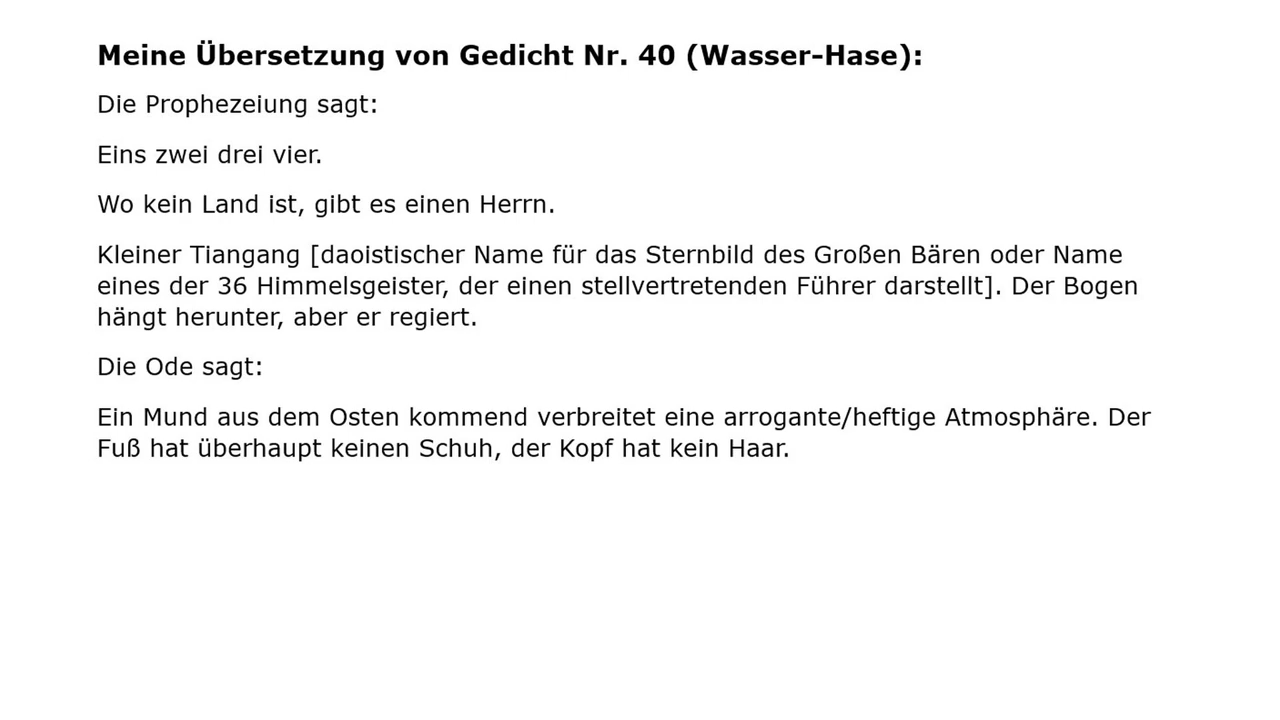 Meine Übersetzung von Gedicht Nr. 40 (Wasser-Hase):
Die Prophezeiung sagt:
Eins zwei drei vier.
Wo kein Land ist, gibt es einen Herrn.
Kleiner Tiangang [daoistischer Name für das Sternbild des Großen Bären oder Name
eines der 36 Himmelsgeister, der einen stellvertretenden Führer darstellt]. Der Bogen
hängt herunter, aber er regiert.
Die Ode sagt:
Ein Mund aus dem Osten kommend verbreitet eine arrogante/heftige Atmosphäre. Der
Fuß hat überhaupt keinen Schuh, der Kopf hat kein Haar.